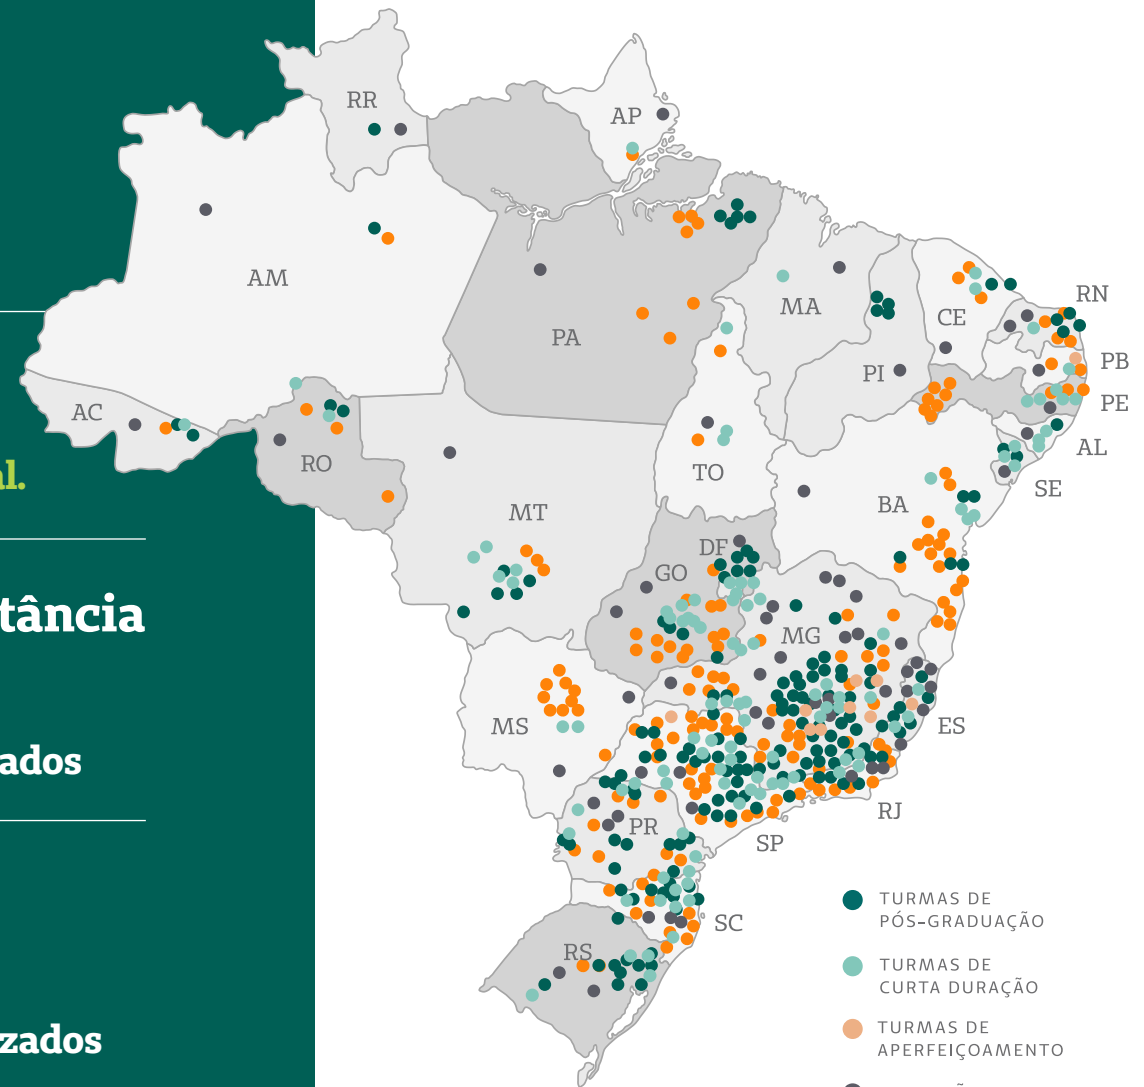 al.
tância
ados
zados
RR
AP
AM
PA
MA
CE
RN
PB
PE
AL
SE
PI
AC
RO
TO
MT
BA
DF
GO
MG
MS
ES
RJ
SP
PR
SC
RS
TURMAS DE
PÓS-GRADUAÇÃO
TURMAS DE
CURTA DURAÇÃO
TURMAS DE
APERFEIÇOAMENTO